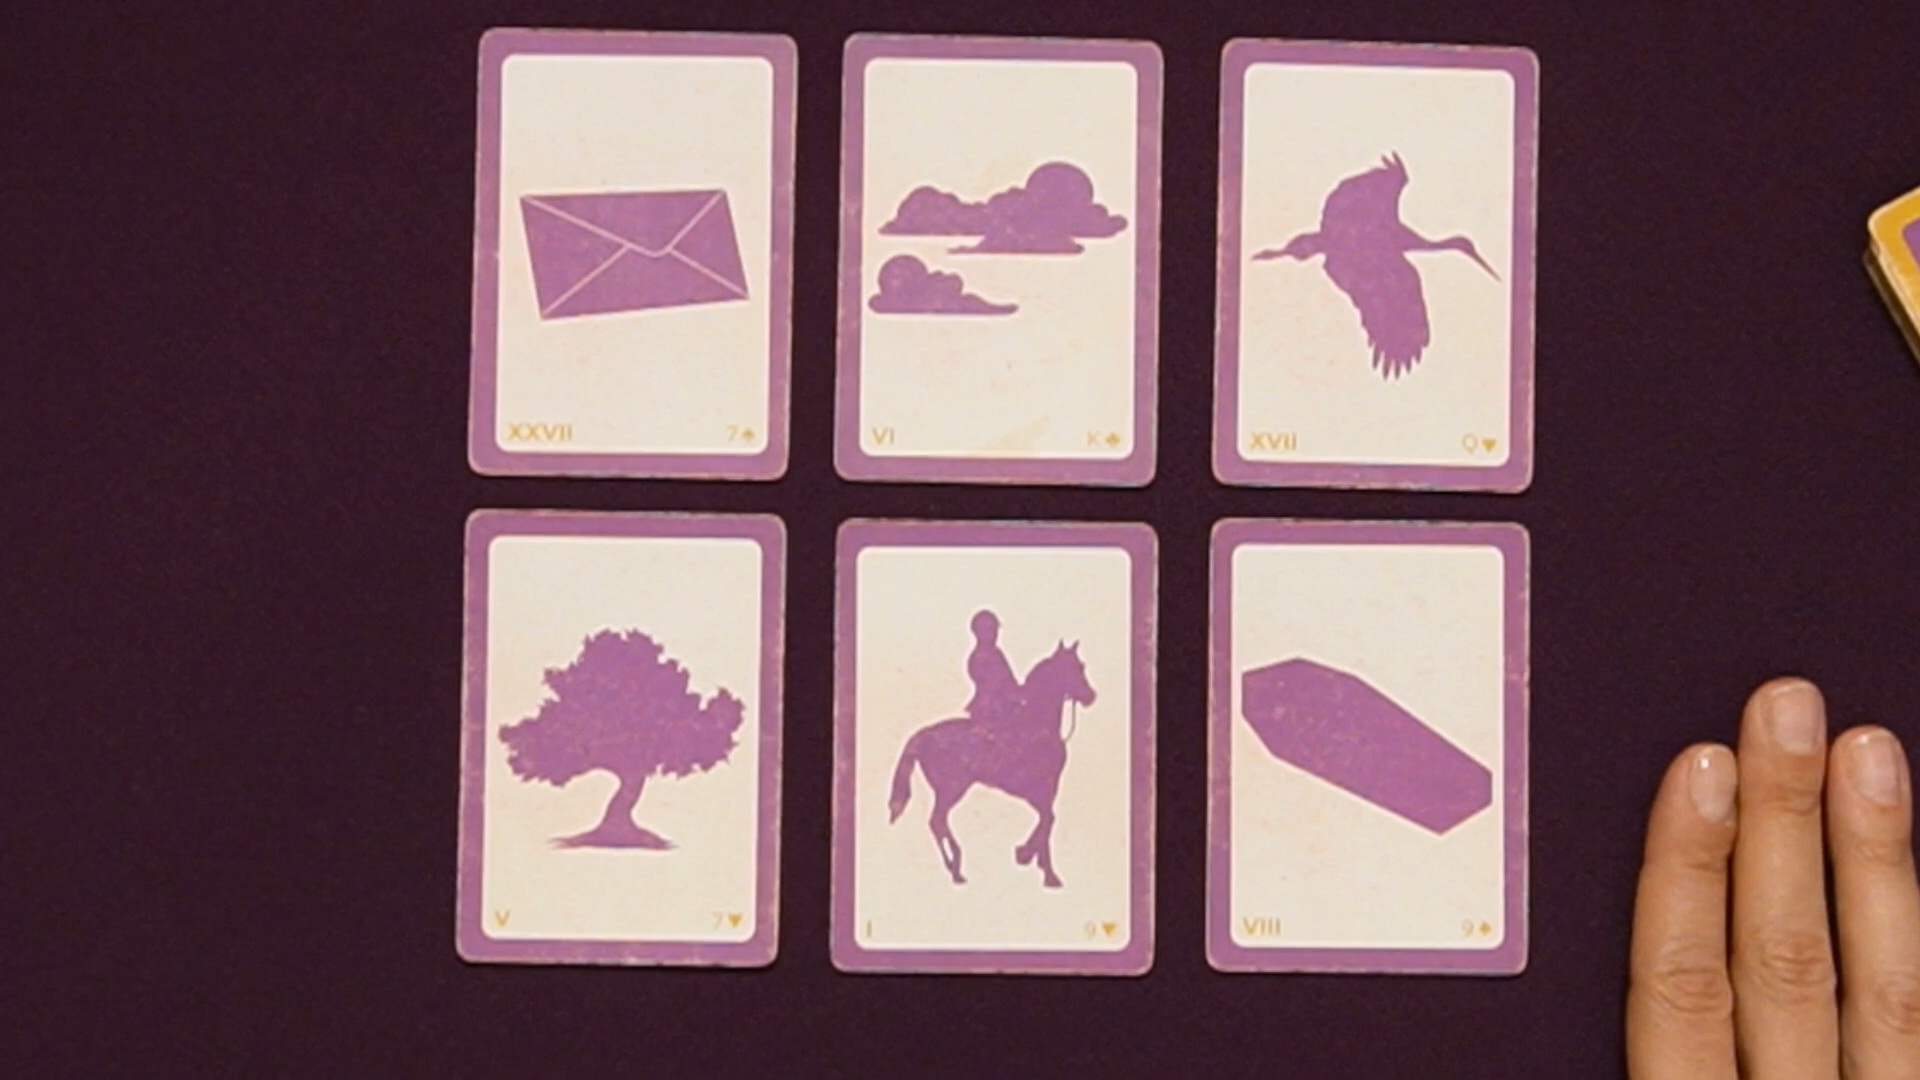 XXVII 7♠
VI K♣
XVII Q♥
V 7♥
I 9♥
VIII 9♦